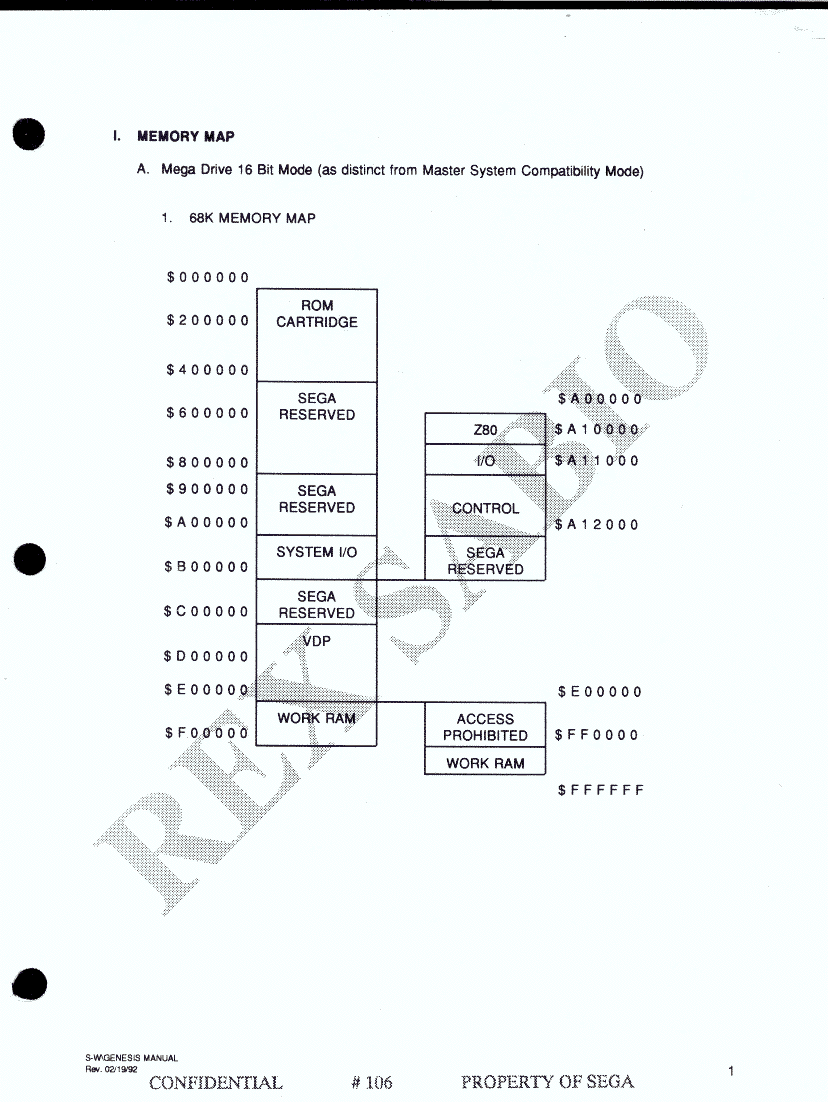 I. MEMORY MAP
A. Mega Drive 16 Bit Mode (as distinct from Master System Compatibility Mode)
1. 68K MEMORY MAP
$000000
ROM
$200000 CARTRIDGE
$400000
SEGA
$A00000
$600000 RESERVED
Z80 $A10000
$800000
I/O $A11000
$900000 SEGA
RESERVED
CONTROL
$A00000
$A12000
SYSTEM I/O
SEGA
$B00000
RESERVED
SEGA
$C00000 RESERVED
VDP
$D00000
$E00000
$E00000
WORK RAM
ACCESS
$F00000
PROHIBITED $FF0000
WORK RAM
$FFFFFF
REX SABIO
S-W\GENESIS MANUAL
Rev. 02/19/92
1
CONFIDENTIAL # 106 PROPERTY OF SEGA